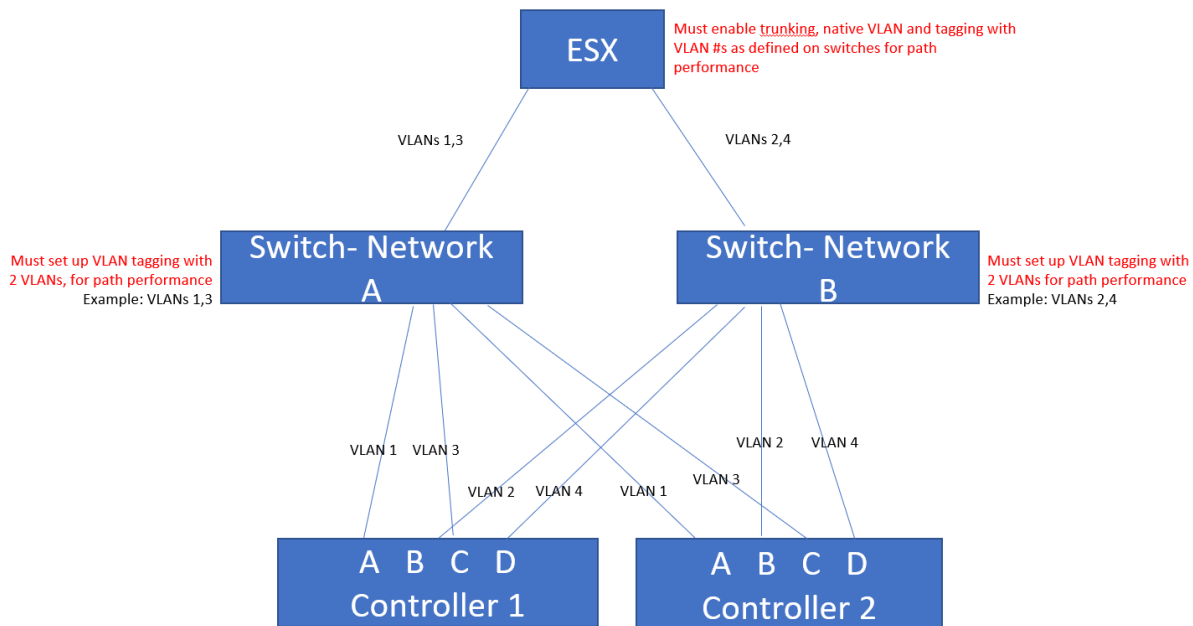 ESX
Must enable trunking, native VLAN and tagging with
VLAN #s as defined on switches for path
performance
VLANs 1,3
VLANs 2,4
Switch- Network
A
Switch- Network
B
Must set up VLAN tagging with
2 VLANs, for path performance
Example: VLANs 1,3
Must set up VLAN tagging with
2 VLANs for path performance
Example: VLANs 2,4
VLAN 1
VLAN 3
VLAN 2
VLAN 4
VLAN 1
VLAN 3
VLAN 2
VLAN 4
A B C D
Controller 1
A B C D
Controller 2